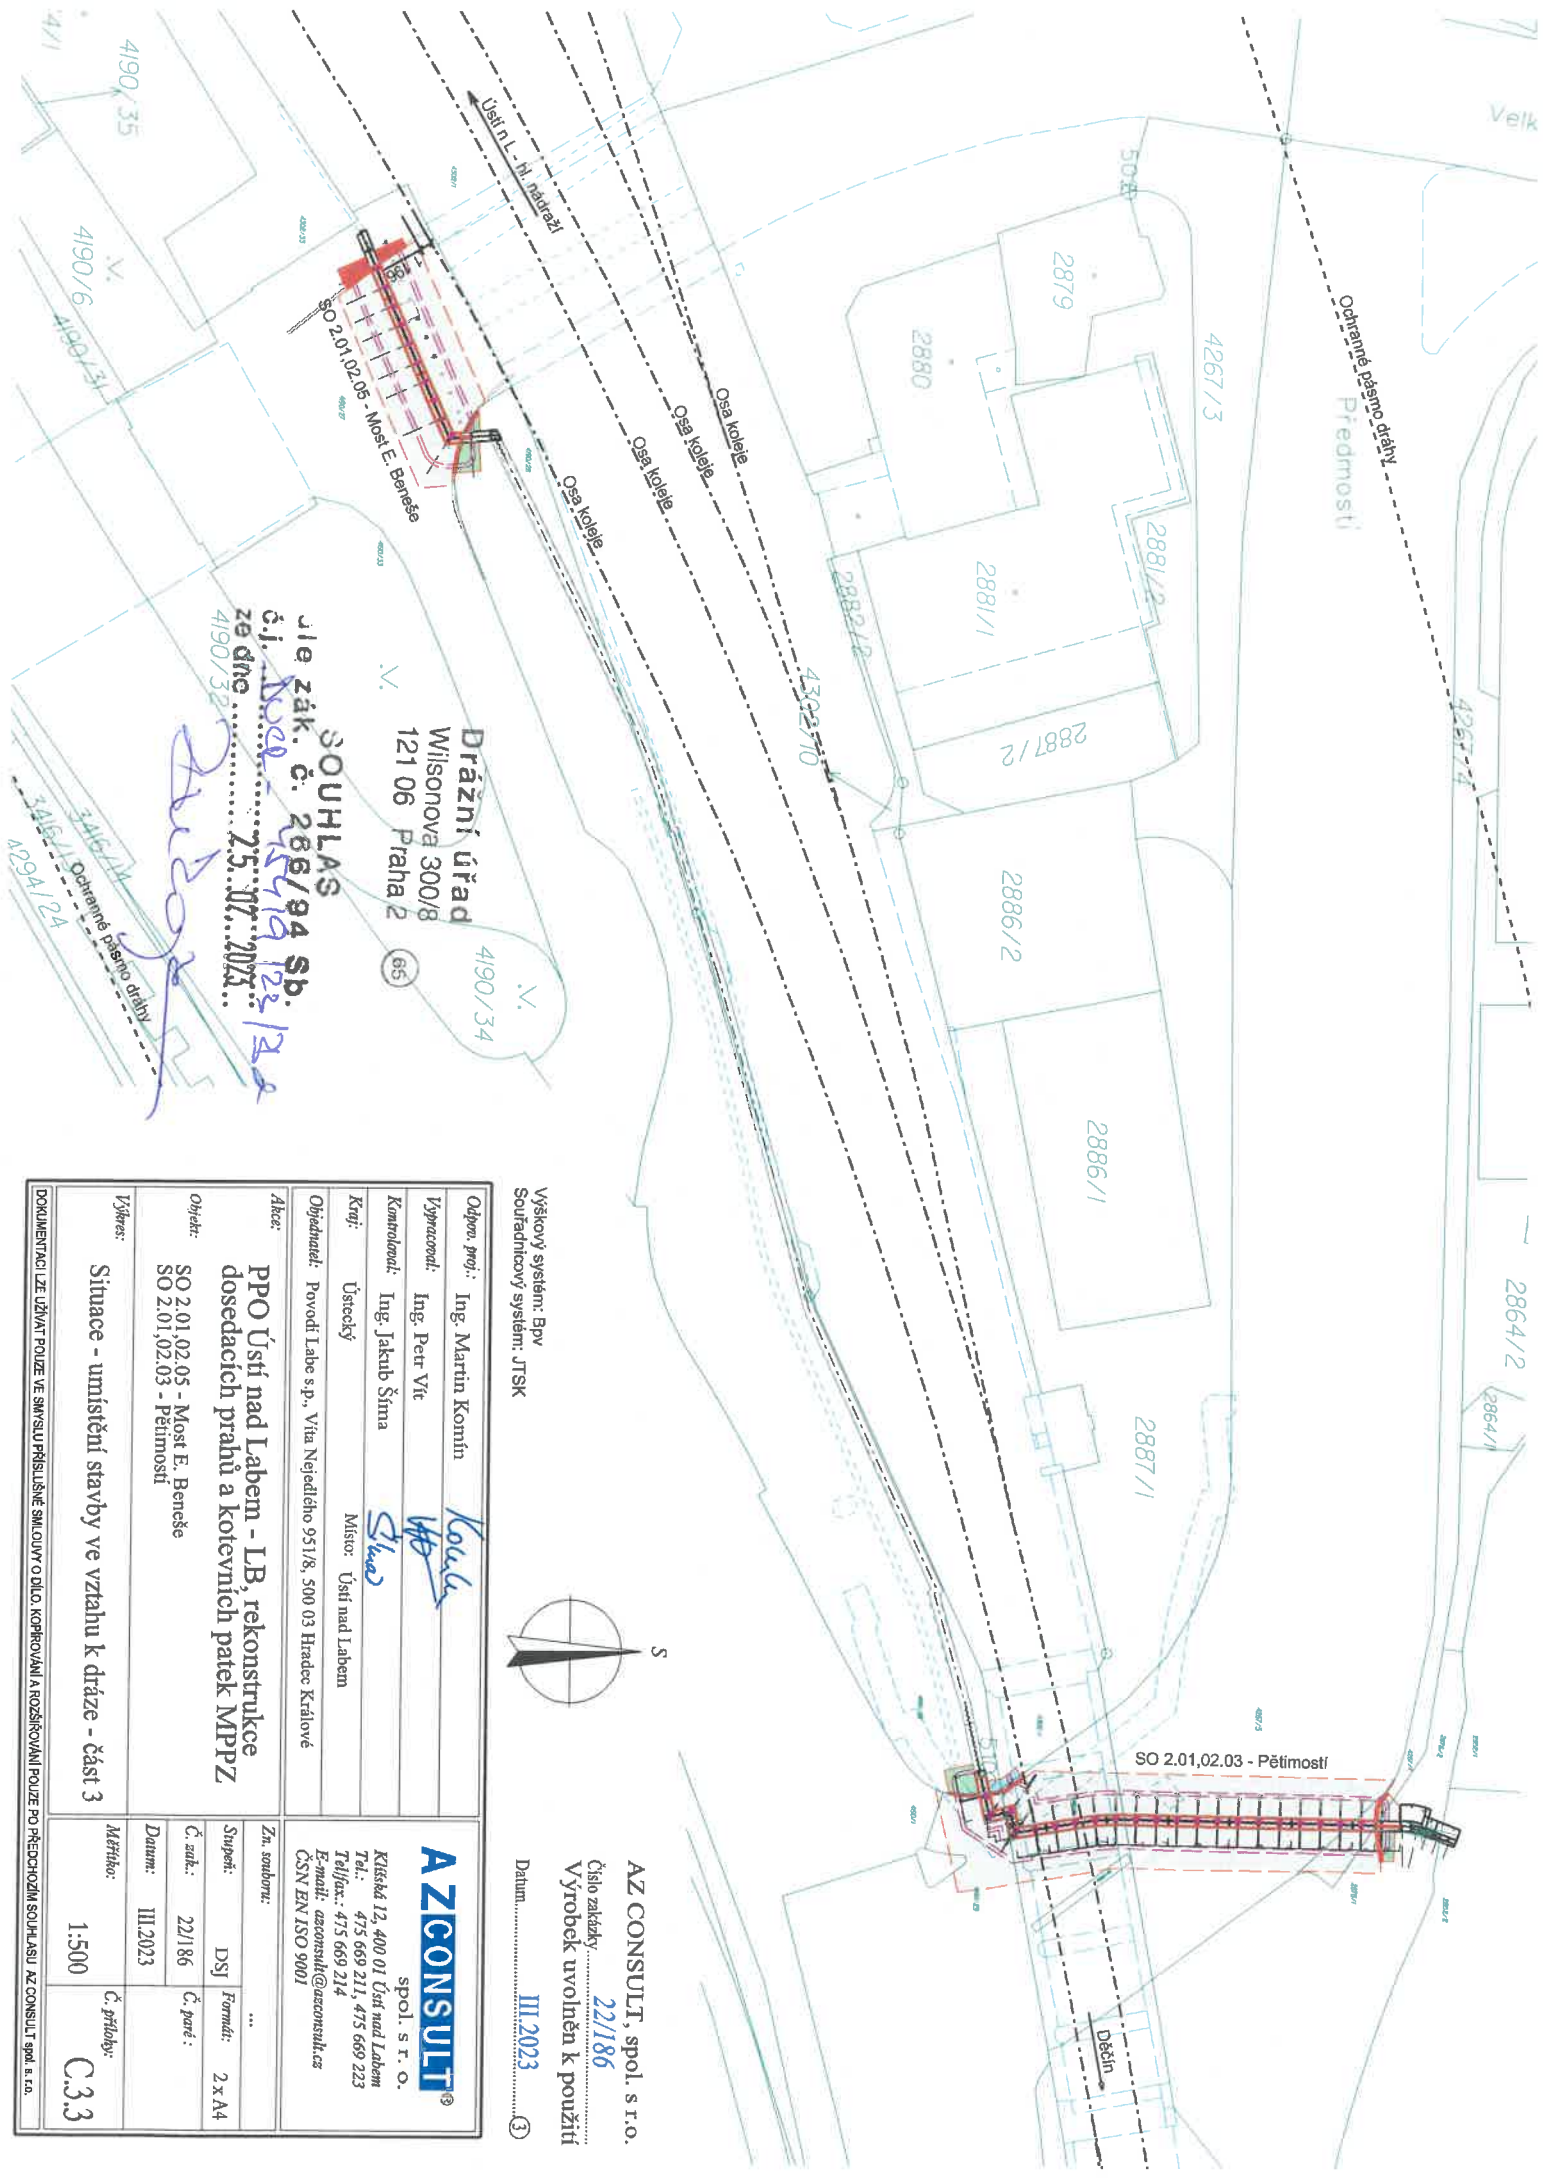 Velk
Ochranné pásmo dráhy
Předmostí
4267/3
4267/4
2879
2880
2881/2
2881/1
2882/2
2887/2
4302/10
2886/2
2886/1
2887/1
2864/2
2864/1
Ústí n L - hl. nádraží
Osa koleje
Osa koleje
Osa koleje
Osa koleje
4190/35
4190/6
4190/31
.V.
SO 2.01,02.05 - Most E. Beneše
.V.
4190/32
4190/34
.V.
3416/14
Ochranné pásmo dráhy
Drážní úřad
Wilsonova 300/8
121 06 Praha 2
65
SOUHLAS
dle zák. č. 266/94 Sb.
č.j.
ze dne 25. 07. 2023
SO 2.01,02.03 - Pětimostí
Děčín
S
Výškový systém: Bpv
Souřadnicový systém: JTSK
AZ CONSULT, spol. s r.o.
Číslo zakázky 22/186
Výrobek uvolněn k použití
Datum III.2023 3
Odpov. proj.: Ing. Martin Komín
Vypracoval: Ing. Petr Vít
Kontroloval: Ing. Jakub Šíma
Kraj: Ústecký Místo: Ústí nad Labem
Objednatel: Povodí Labe s.p., Víta Nejedlého 951/8, 500 03 Hradec Králové
AZCONSULT®
spol. s r. o.
Klíšská 12, 400 01 Ústí nad Labem
Tel.: 475 669 211, 475 669 223
Tel/fax.: 475 669 214
E-mail: azconsult@azconsult.cz
ČSN EN ISO 9001
Akce:
PPO Ústí nad Labem - LB, rekonstrukce
dosedacích prahů a kotevních patek MPPZ
Objekt:
SO 2.01,02.05 - Most E. Beneše
SO 2.01,02.03 - Pětimostí
Výkres:
Situace - umístění stavby ve vztahu k dráze - část 3
Zn. souboru: ...
Stupeň: DSJ Formát: 2 x A4
Č. zak.: 22/186 Č. paré :
Datum: III.2023
Měřítko: 1:500
Č. přílohy: C.3.3
DOKUMENTACI LZE UŽÍVAT POUZE VE SMYSLU PŘÍSLUŠNÉ SMLOUVY O DÍLO. KOPÍROVÁNÍ A ROZŠIŘOVÁNÍ POUZE PO PŘEDCHOZÍM SOUHLASU AZ CONSULT spol. s r.o.